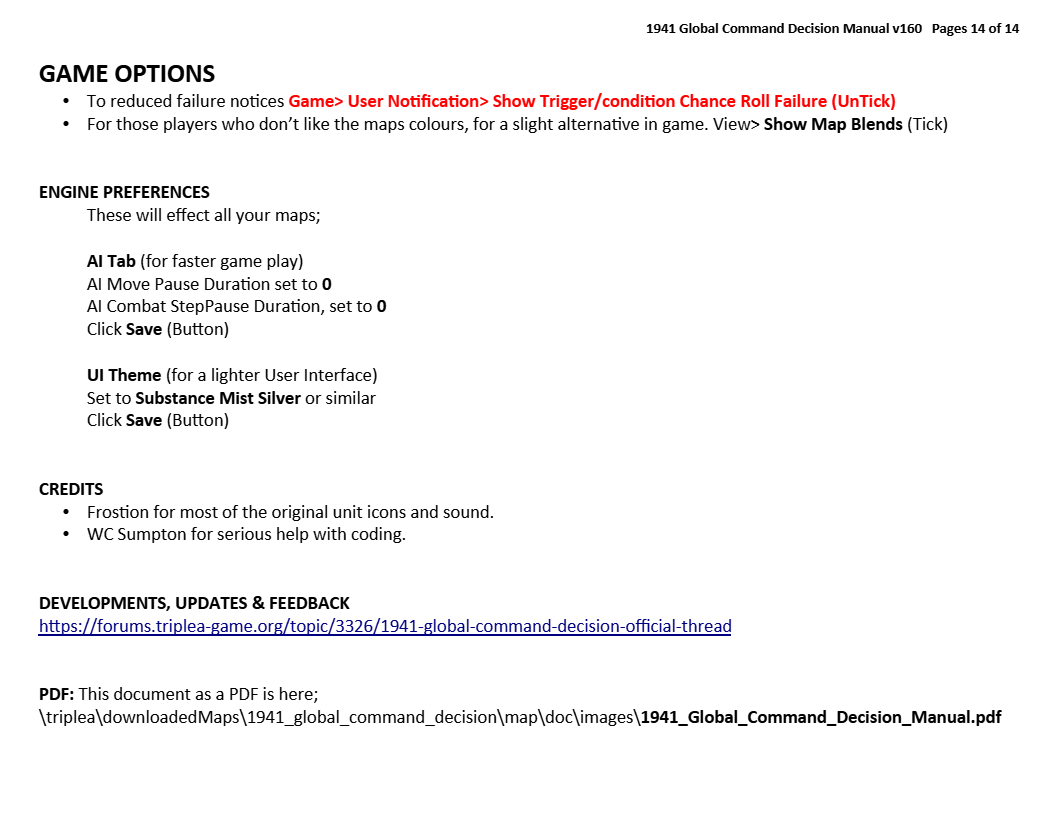 1941 Global Command Decision Manual v160   Pages 14 of 14
GAME OPTIONS
• To reduced failure notices Game> User Notification> Show Trigger/condition Chance Roll Failure (UnTick)
• For those players who don’t like the maps colours, for a slight alternative in game. View> Show Map Blends (Tick)
ENGINE PREFERENCES
These will effect all your maps;
AI Tab (for faster game play)
AI Move Pause Duration set to 0
AI Combat StepPause Duration, set to 0
Click Save (Button)
UI Theme (for a lighter User Interface)
Set to Substance Mist Silver or similar
Click Save (Button)
CREDITS
• Frostion for most of the original unit icons and sound.
• WC Sumpton for serious help with coding.
DEVELOPMENTS, UPDATES & FEEDBACK
https://forums.triplea-game.org/topic/3326/1941-global-command-decision-official-thread
PDF: This document as a PDF is here;
\triplea\downloadedMaps\1941_global_command_decision\map\doc\images\1941_Global_Command_Decision_Manual.pdf